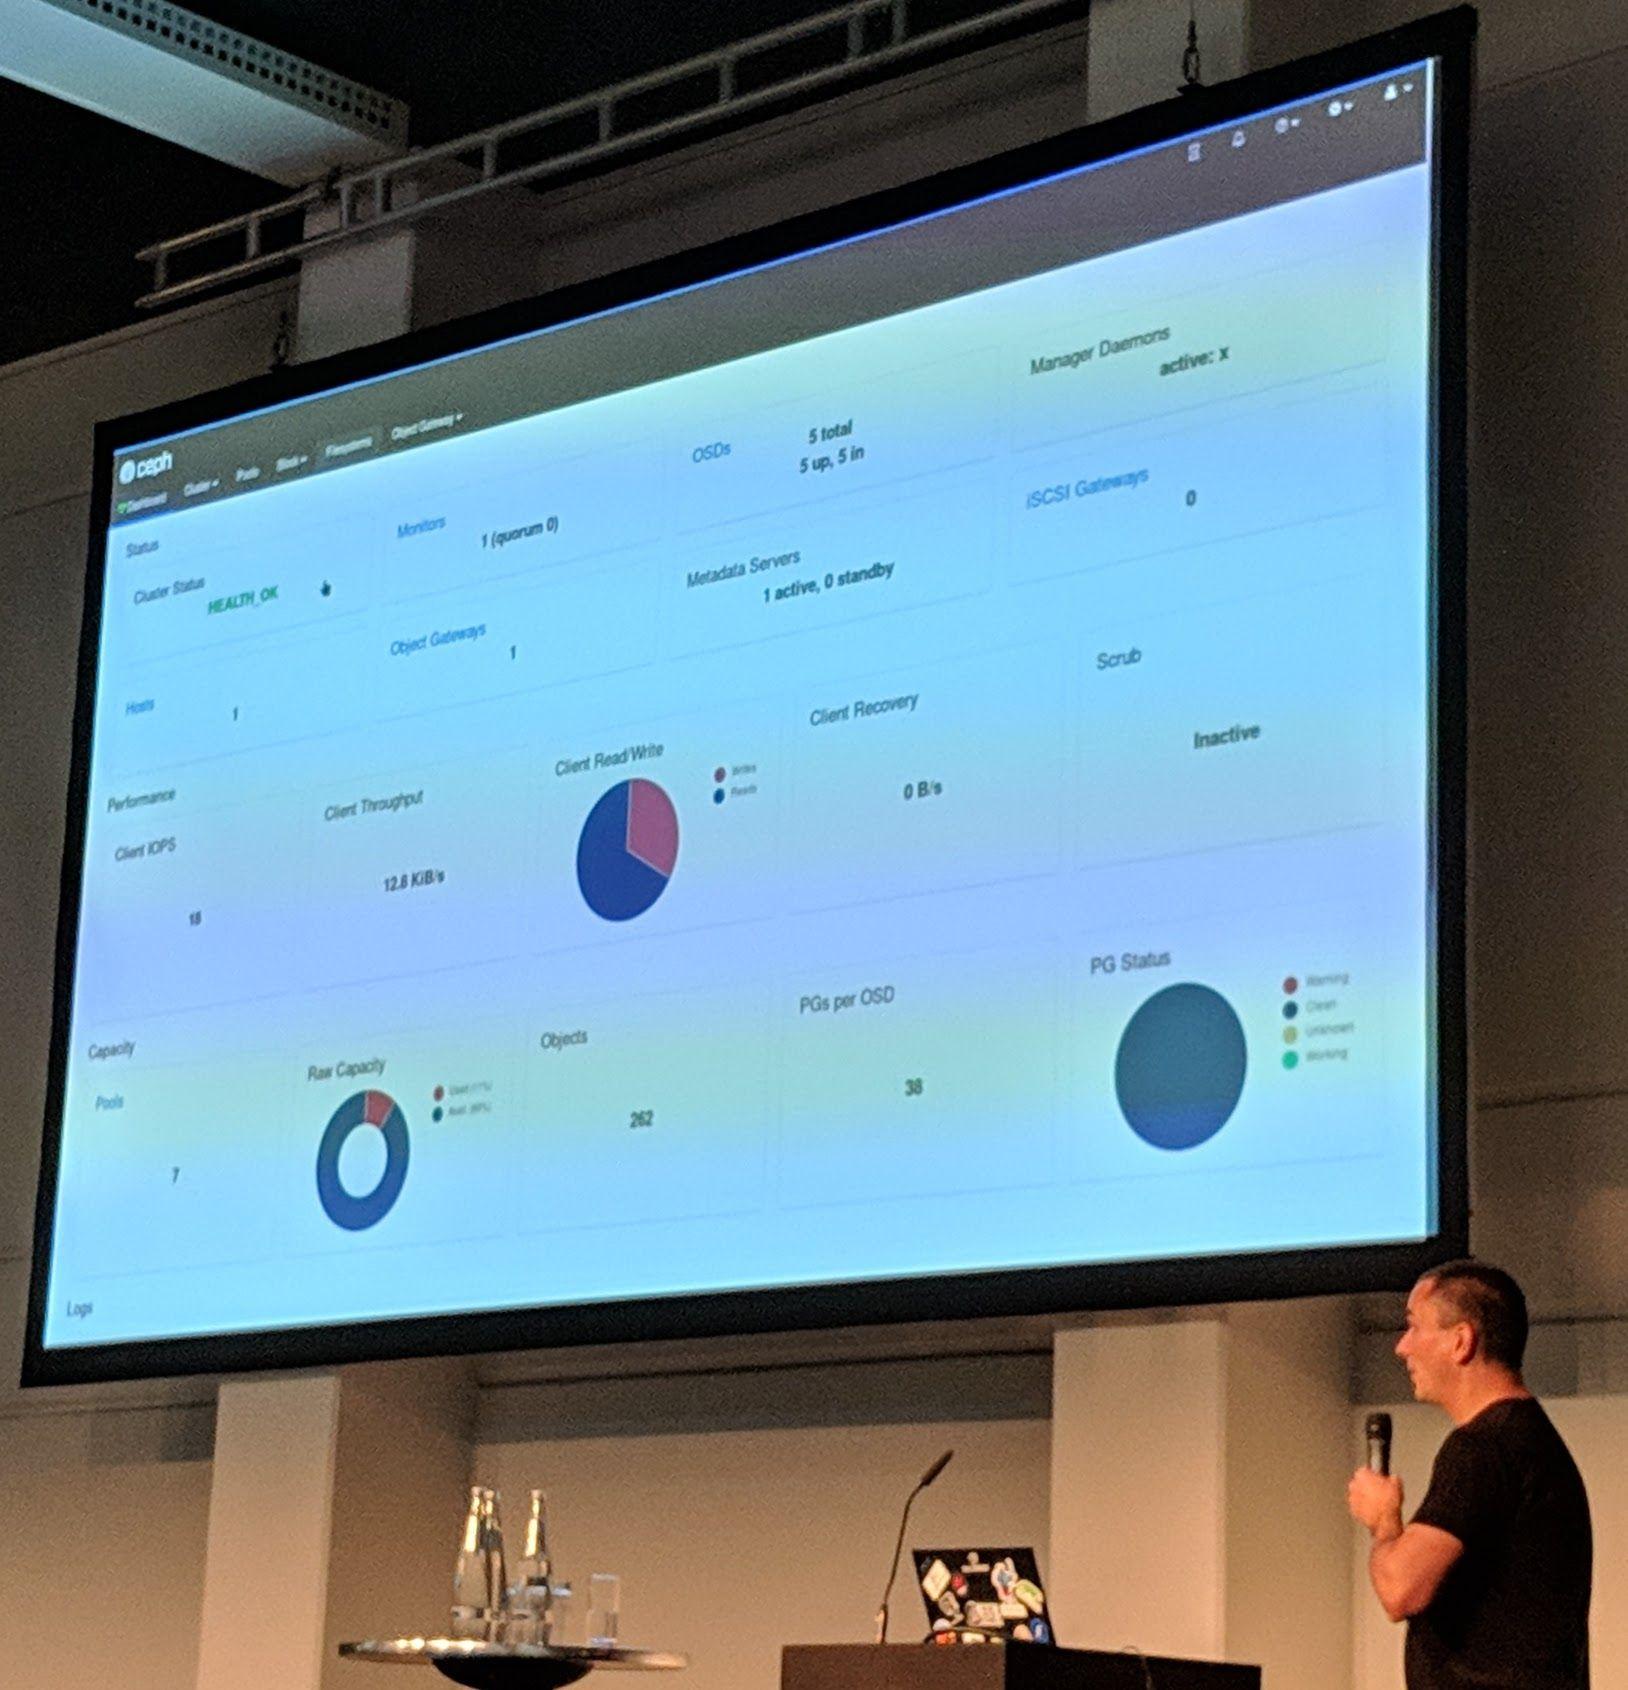 ceph
Dashboard Cluster Pools Block Filesystems Object Gateway
Status
Cluster Status
HEALTH_OK
Monitors
1 (quorum 0)
OSDs
5 total
5 up, 5 in
Manager Daemons
active: x
Hosts
1
Object Gateways
1
Metadata Servers
1 active, 0 standby
iSCSI Gateways
0
Performance
Client IOPS
Client Throughput
12.6 KiB/s
Client Read/Write
Writes
Reads
Client Recovery
0 B/s
Scrub
Inactive
Capacity
Pools
7
Raw Capacity
Objects
262
PGs per OSD
38
PG Status
Warning
Clean
Unknown
Working
Logs